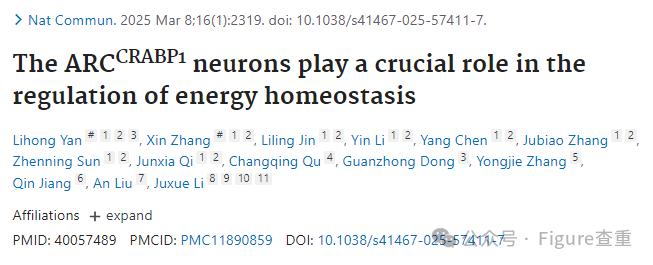 > Nat Commun. 2025 Mar 8;16(1):2319. doi: 10.1038/s41467-025-57411-7.
The ARCCRABP1 neurons play a crucial role in the
regulation of energy homeostasis
Lihong Yan # 1 2 3, Xin Zhang # 1 2, Liling Jin 1 2, Yin Li 1 2, Yang Chen 1 2, Jubiao Zhang 1 2,
Zhenning Sun 1 2, Junxia Qi 1 2, Changqing Qu 4, Guanzhong Dong 3, Yongjie Zhang 5,
Qin Jiang 6, An Liu 7, Juxue Li 8 9 10 11
Affiliations + expand
PMID: 40057489 PMCID: PMC11890859 DOI: 10.1038/s41467-025-57411-7
公众号 · Figure查重